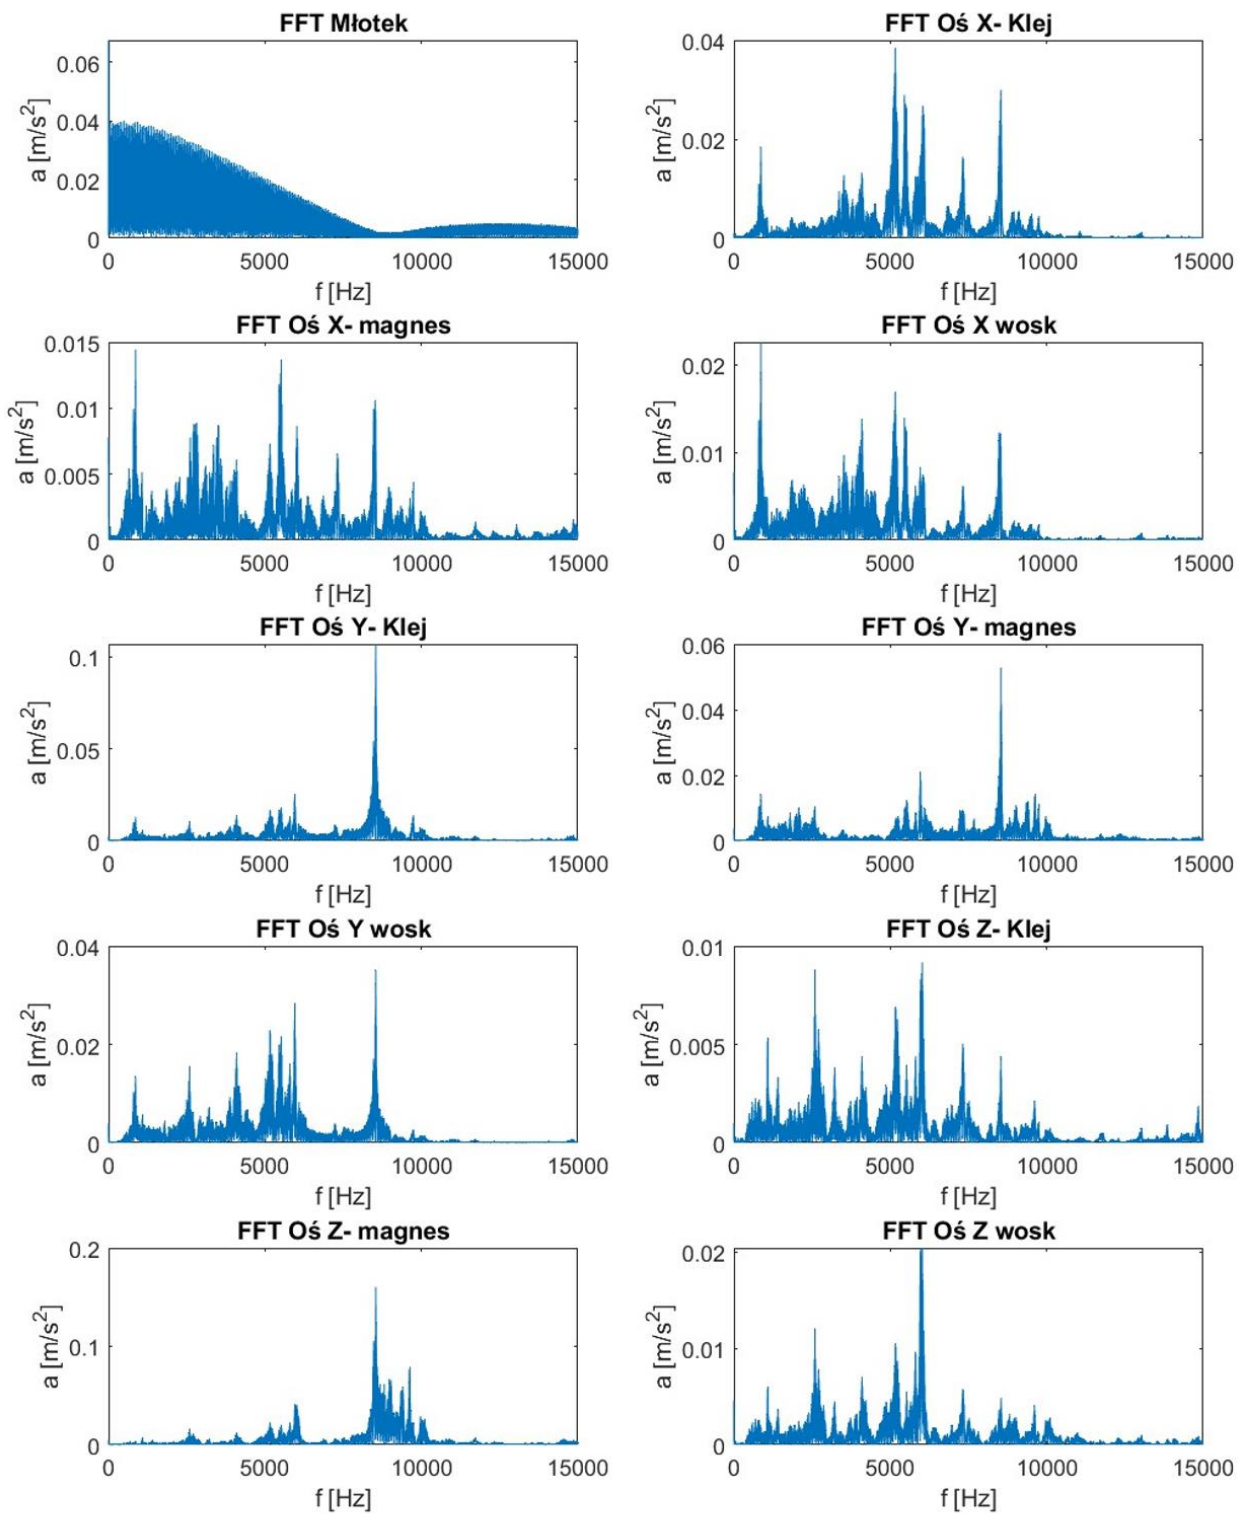 FFT Młotek
0.06
0.04
0.02
0
a [m/s²]
0 5000 10000 15000
f [Hz]
FFT Oś X- Klej
0.04
0.02
0
a [m/s²]
0 5000 10000 15000
f [Hz]
FFT Oś X- magnes
0.015
0.01
0.005
0
a [m/s²]
0 5000 10000 15000
f [Hz]
FFT Oś X wosk
0.02
0.01
0
a [m/s²]
0 5000 10000 15000
f [Hz]
FFT Oś Y- Klej
0.1
0.05
0
a [m/s²]
0 5000 10000 15000
f [Hz]
FFT Oś Y- magnes
0.06
0.04
0.02
0
a [m/s²]
0 5000 10000 15000
f [Hz]
FFT Oś Y wosk
0.04
0.02
0
a [m/s²]
0 5000 10000 15000
f [Hz]
FFT Oś Z- Klej
0.01
0.005
0
a [m/s²]
0 5000 10000 15000
f [Hz]
FFT Oś Z- magnes
0.2
0.1
0
a [m/s²]
0 5000 10000 15000
f [Hz]
FFT Oś Z wosk
0.02
0.01
0
a [m/s²]
0 5000 10000 15000
f [Hz]